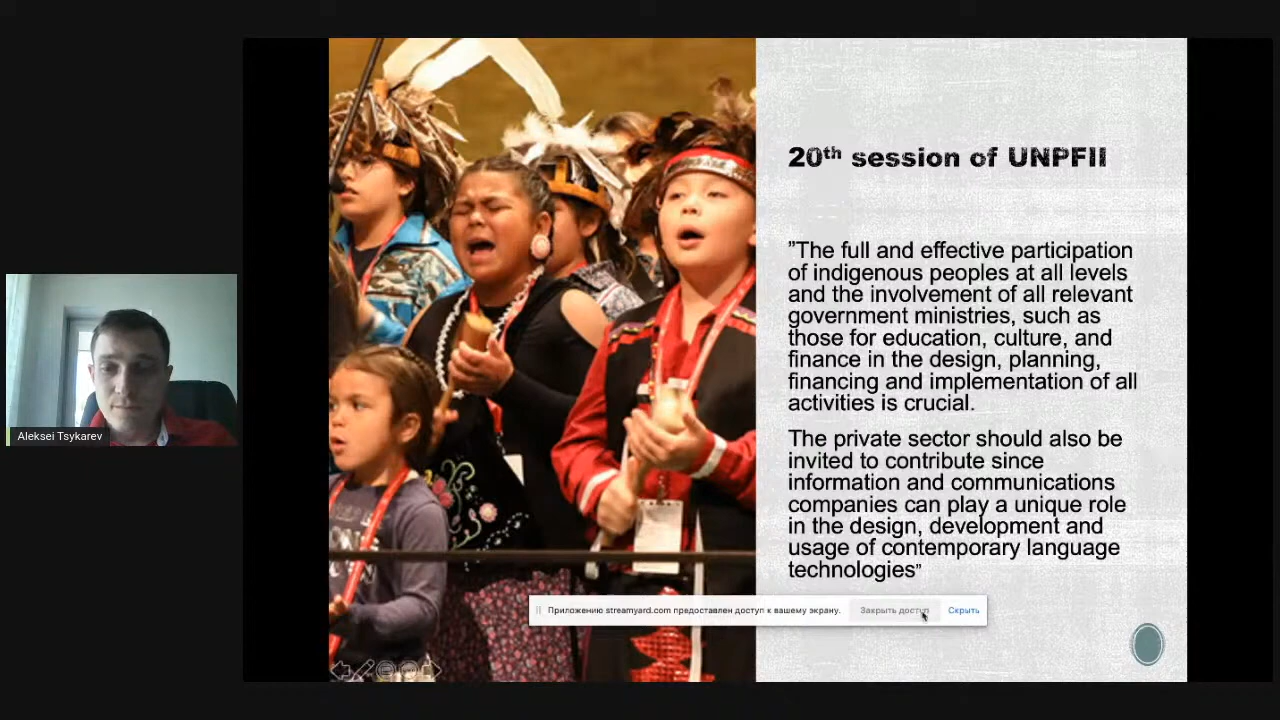 20th session of UNPFII
"The full and effective participation
of indigenous peoples at all levels
and the involvement of all relevant
government ministries, such as
those for education, culture, and
finance in the design, planning,
financing and implementation of all
activities is crucial.
The private sector should also be
invited to contribute since
information and communications
companies can play a unique role
in the design, development and
usage of contemporary language
technologies"
Aleksei Tsykarev
Приложению streamyard.com предоставлен доступ к вашему экрану.
Закрыть доступ
Скрыть